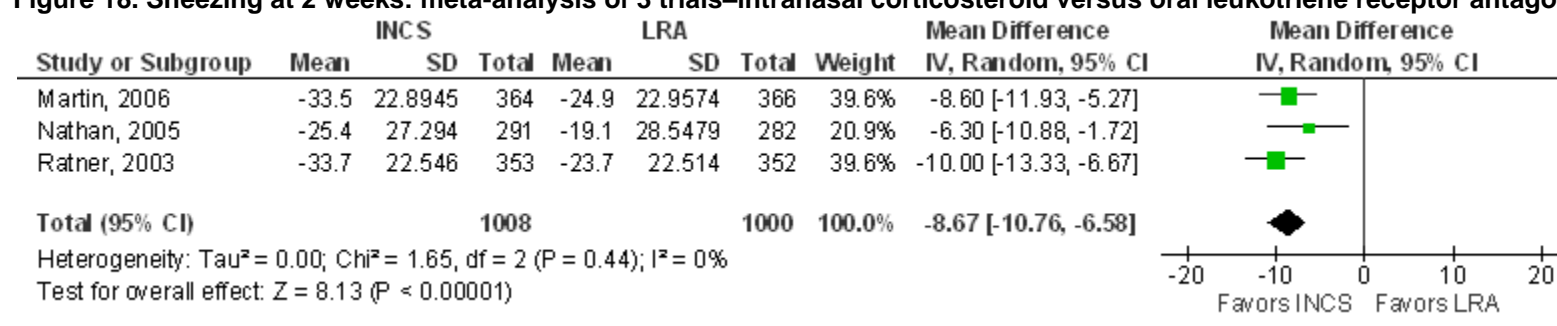 Figure 18. Sneezing at 2 weeks: meta-analysis of 3 trials–intranasal corticosteroid versus oral leukotriene receptor
INCS LRA Mean Difference Mean Difference
Study or Subgroup Mean SD Total Mean SD Total Weight IV, Random, 95% CI IV, Random, 95% CI
Martin, 2006 -33.5 22.8945 364 -24.9 22.9574 366 39.6% -8.60 [-11.93, -5.27]
Nathan, 2005 -25.4 27.294 291 -19.1 28.5479 282 20.9% -6.30 [-10.88, -1.72]
Ratner, 2003 -33.7 22.546 353 -23.7 22.514 352 39.6% -10.00 [-13.33, -6.67]
Total (95% CI) 1008 1000 100.0% -8.67 [-10.76, -6.58]
Heterogeneity: Tau² = 0.00; Chi² = 1.65, df = 2 (P = 0.44); I² = 0%
Test for overall effect: Z = 8.13 (P < 0.00001)
-20 -10 0 10 20
Favors INCS Favors LRA